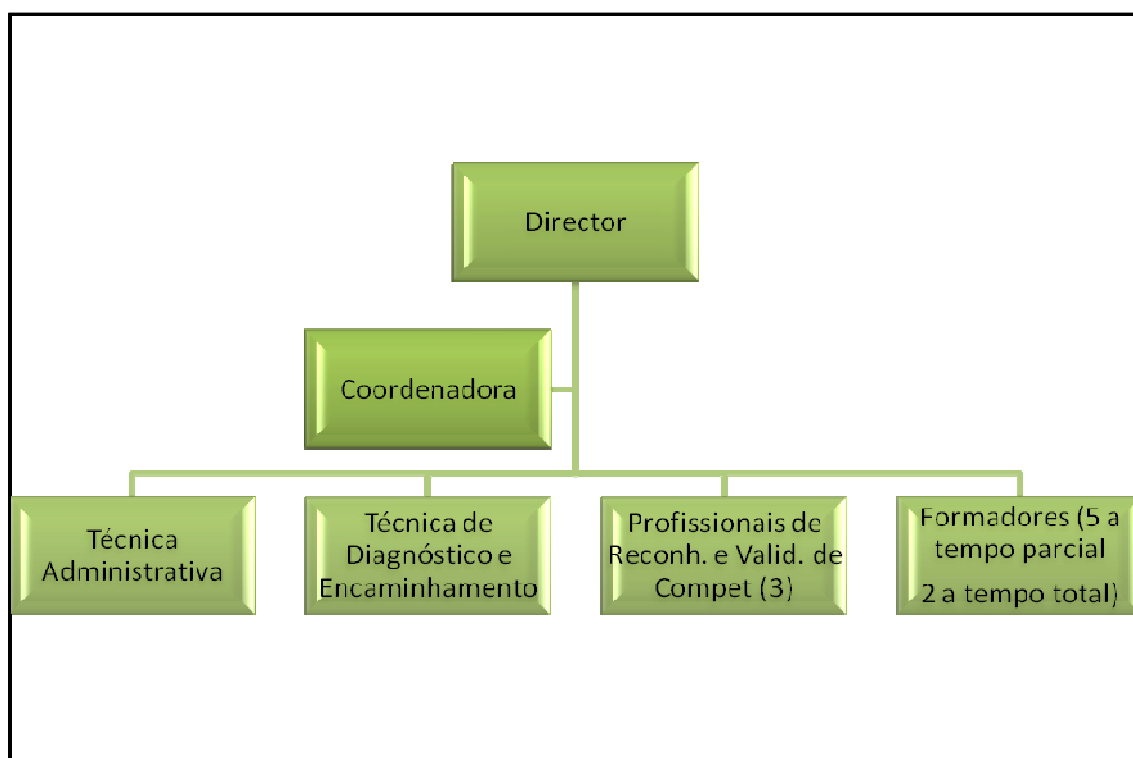 Director
Coordenadora
Técnica
Administrativa
Técnica de
Diagnóstico e
Encaminhamento
Profissionais de
Reconh. e Valid. de
Compet (3)
Formadores (5 a
tempo parcial
2 a tempo total)